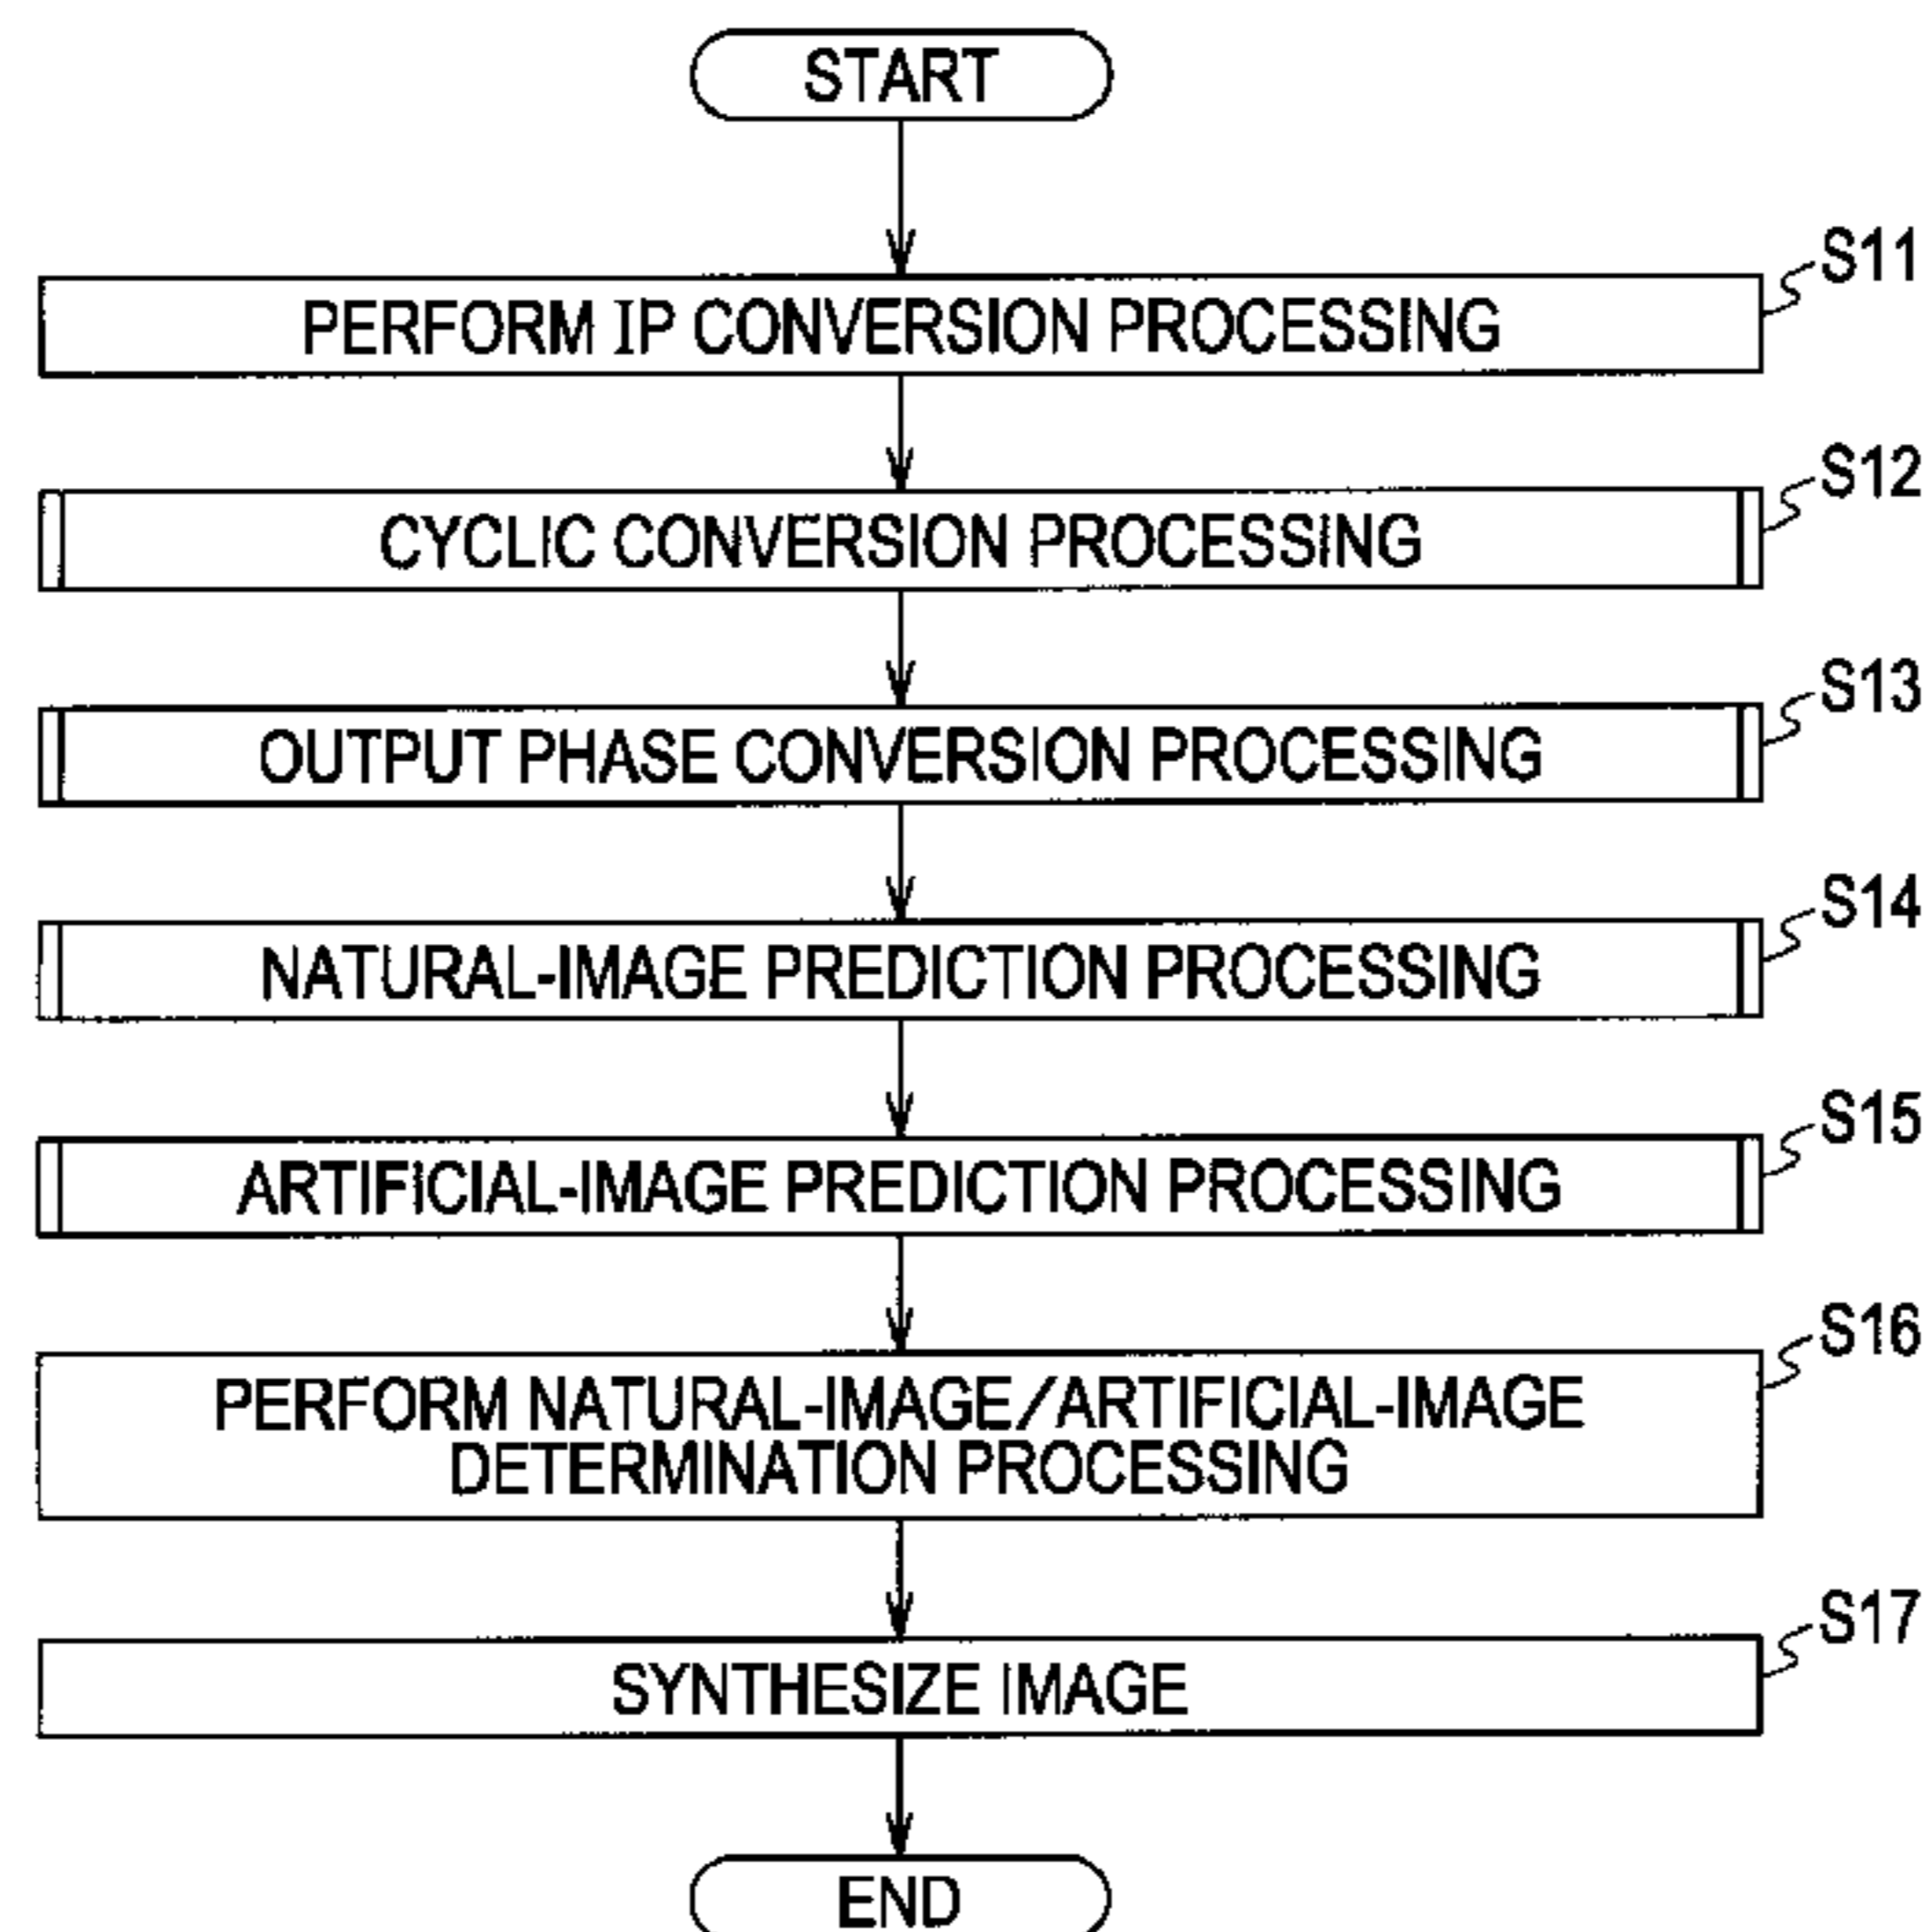 START
S11
PERFORM IP CONVERSION PROCESSING
S12
CYCLIC CONVERSION PROCESSING
S13
OUTPUT PHASE CONVERSION PROCESSING
S14
NATURAL-IMAGE PREDICTION PROCESSING
S15
ARTIFICIAL-IMAGE PREDICTION PROCESSING
S16
PERFORM NATURAL-IMAGE/ARTIFICIAL-IMAGE
DETERMINATION PROCESSING
S17
SYNTHESIZE IMAGE
END